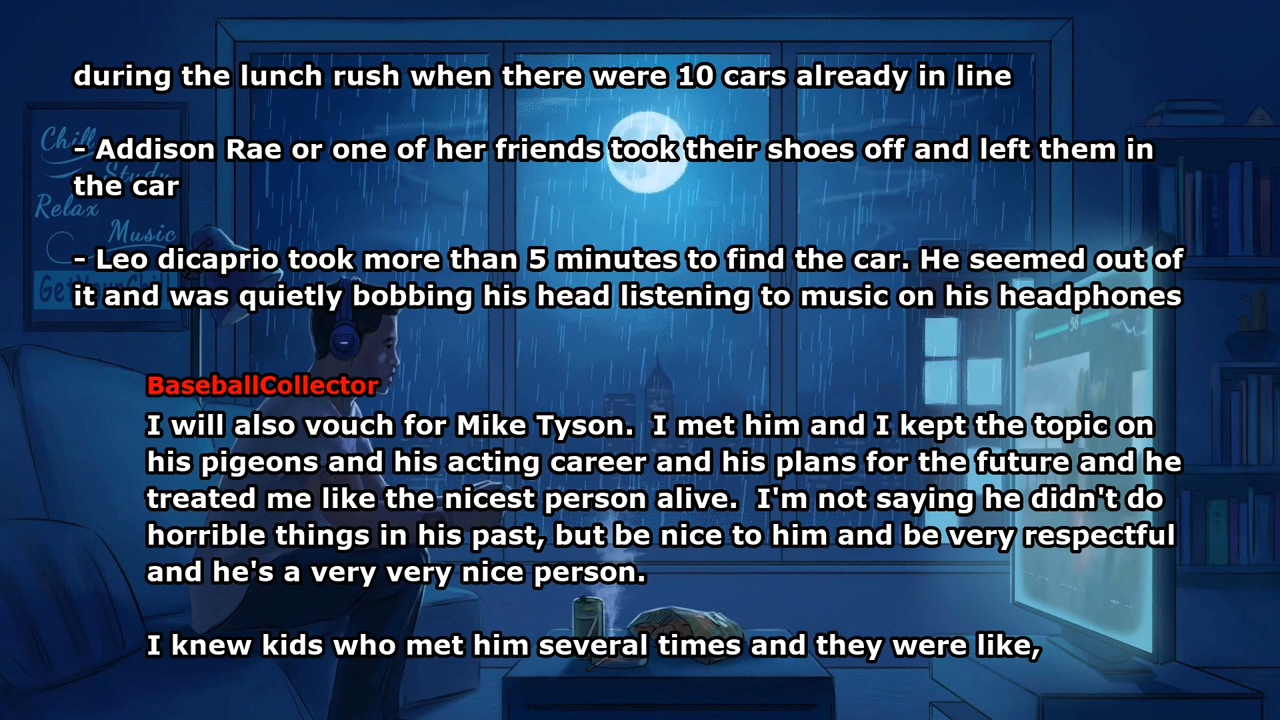 during the lunch rush when there were 10 cars already in line
- Addison Rae or one of her friends took their shoes off and left them in
the car
- Leo dicaprio took more than 5 minutes to find the car. He seemed out of
it and was quietly bobbing his head listening to music on his headphones
BaseballCollector
I will also vouch for Mike Tyson.  I met him and I kept the topic on
his pigeons and his acting career and his plans for the future and he
treated me like the nicest person alive.  I'm not saying he didn't do
horrible things in his past, but be nice to him and be very respectful
and he's a very very nice person.
I knew kids who met him several times and they were like,
Chill
Study
Relax
Music
56